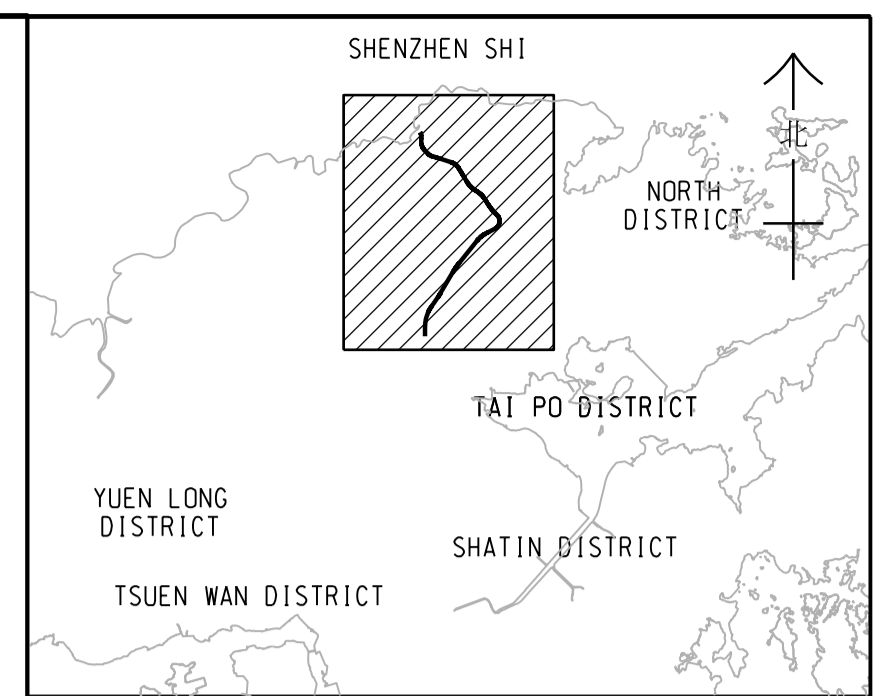 SHENZHEN SHI
北
NORTH
DISTRICT
TAI PO DISTRICT
YUEN LONG
DISTRICT
SHATIN DISTRICT
TSUEN WAN DISTRICT